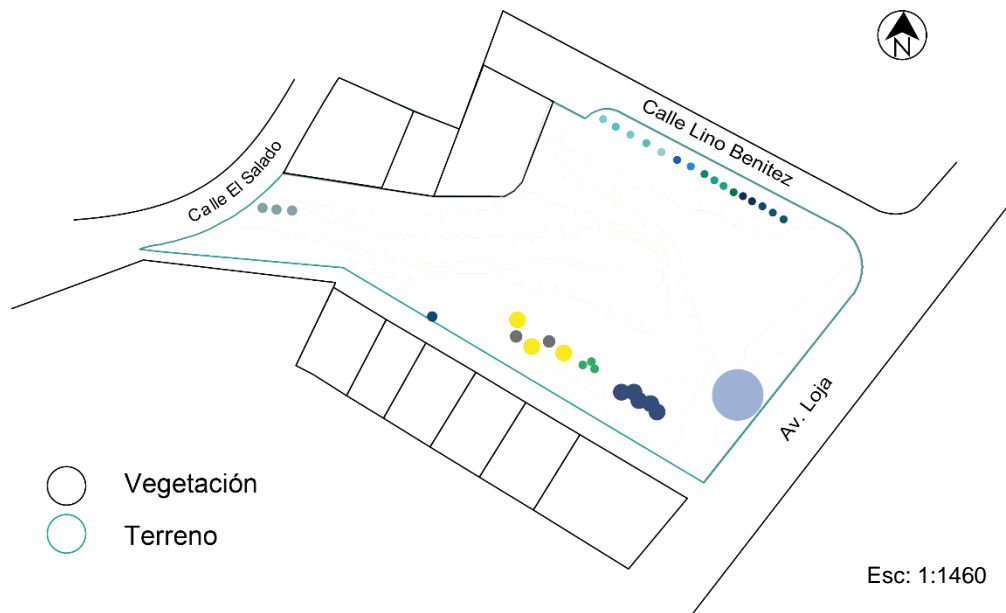 N
Calle Lino Benitez
Calle El Salado
Av. Loja
Vegetación
Terreno
Esc: 1:1460